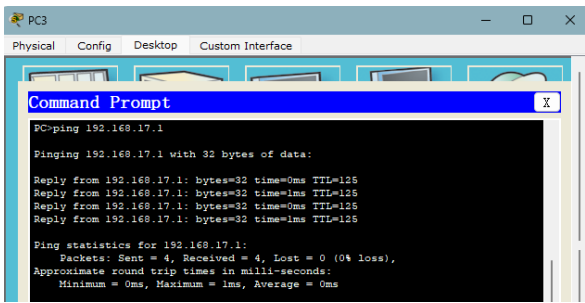 PC3
Physical Config Desktop Custom Interface
Command Prompt X
PC>ping 192.168.17.1
Pinging 192.168.17.1 with 32 bytes of data:
Reply from 192.168.17.1: bytes=32 time=0ms TTL=125
Reply from 192.168.17.1: bytes=32 time=1ms TTL=125
Reply from 192.168.17.1: bytes=32 time=0ms TTL=125
Reply from 192.168.17.1: bytes=32 time=1ms TTL=125
Ping statistics for 192.168.17.1:
Packets: Sent = 4, Received = 4, Lost = 0 (0% loss),
Approximate round trip times in milli-seconds:
Minimum = 0ms, Maximum = 1ms, Average = 0ms